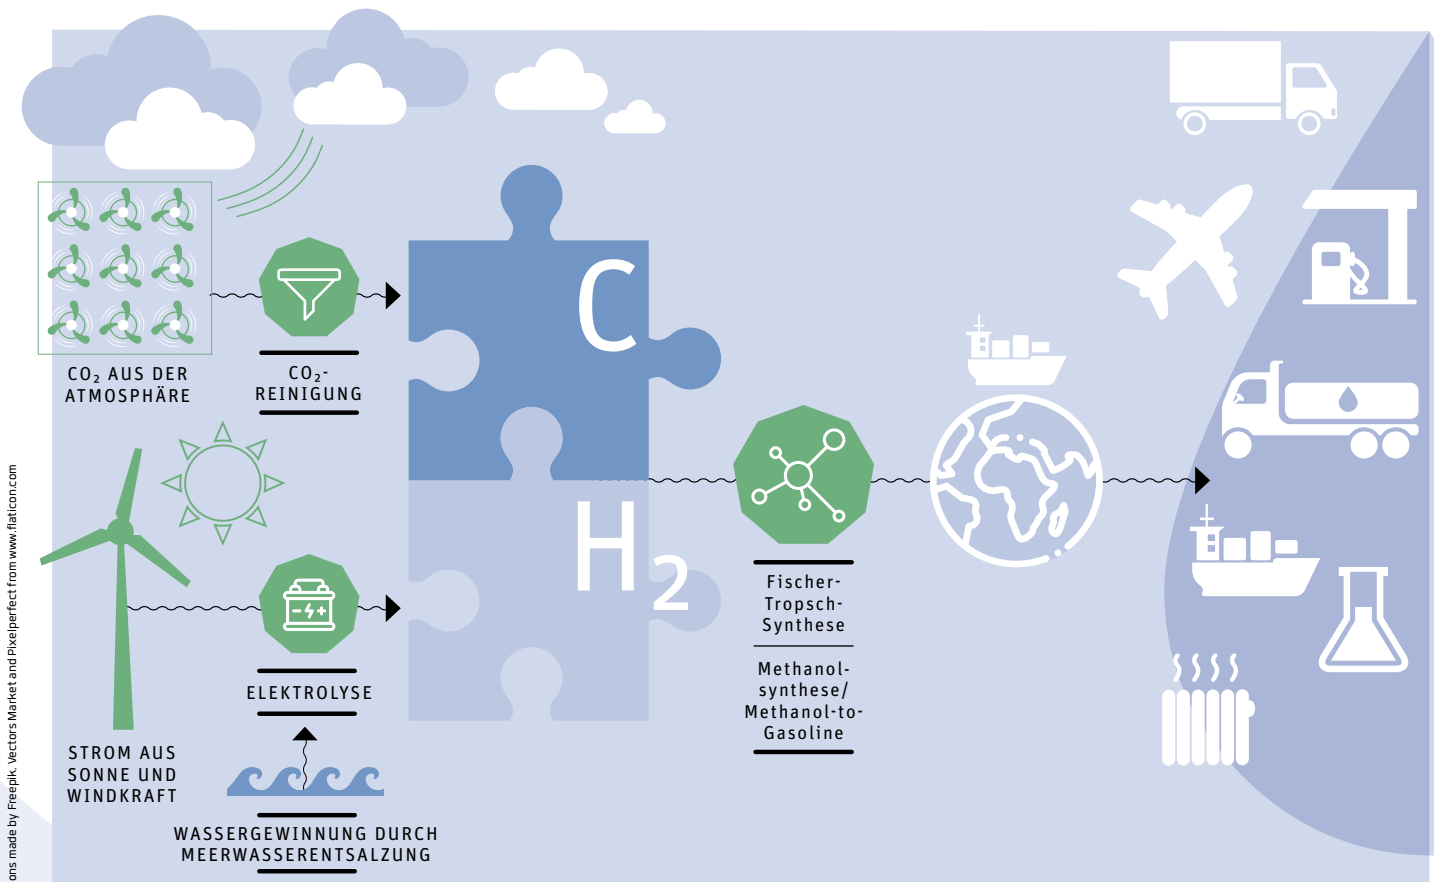 CO₂ AUS DER
ATMOSPHÄRE
CO₂-
REINIGUNG
C
H₂
ELEKTROLYSE
STROM AUS
SONNE UND
WINDKRAFT
WASSERGEWINNUNG DURCH
MEERWASSERENTSALZUNG
Fischer-
Tropsch-
Synthese
Methanol-
synthese/
Methanol-to-
Gasoline
made by Freepik, Vectors Market and Pixelperfect from www.flaticon.com